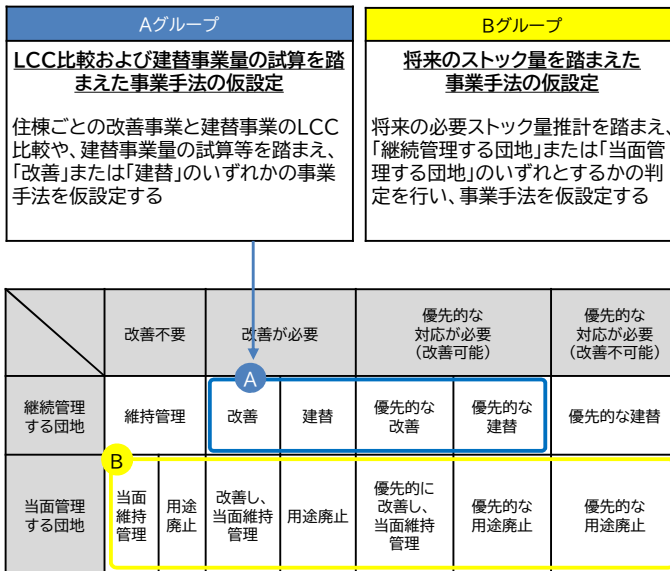 Aグループ
LCC比較および建替事業量の試算を踏
まえた事業手法の仮設定
住棟ごとの改善事業と建替事業のLCC
比較や、建替事業量の試算等を踏まえ、
「改善」または「建替」のいずれかの事業
手法を仮設定する
Bグループ
将来のストック量を踏まえた
事業手法の仮設定
将来の必要ストック量推計を踏まえ、
「継続管理する団地」または「当面管
理する団地」のいずれとするかの判
定を行い、事業手法を仮設定する
改善不要
改善が必要
優先的な
対応が必要
(改善可能)
優先的な
対応が必要
(改善不可能)
A
継続管理
する団地
維持管理
改善
建替
優先的な
改善
優先的な
建替
優先的な建替
B
当面管理
する団地
当面
維持
管理
用途
廃止
改善し、
当面維持
管理
用途廃止
優先的に
改善し、
当面維持
管理
優先的な
用途廃止
優先的な
用途廃止